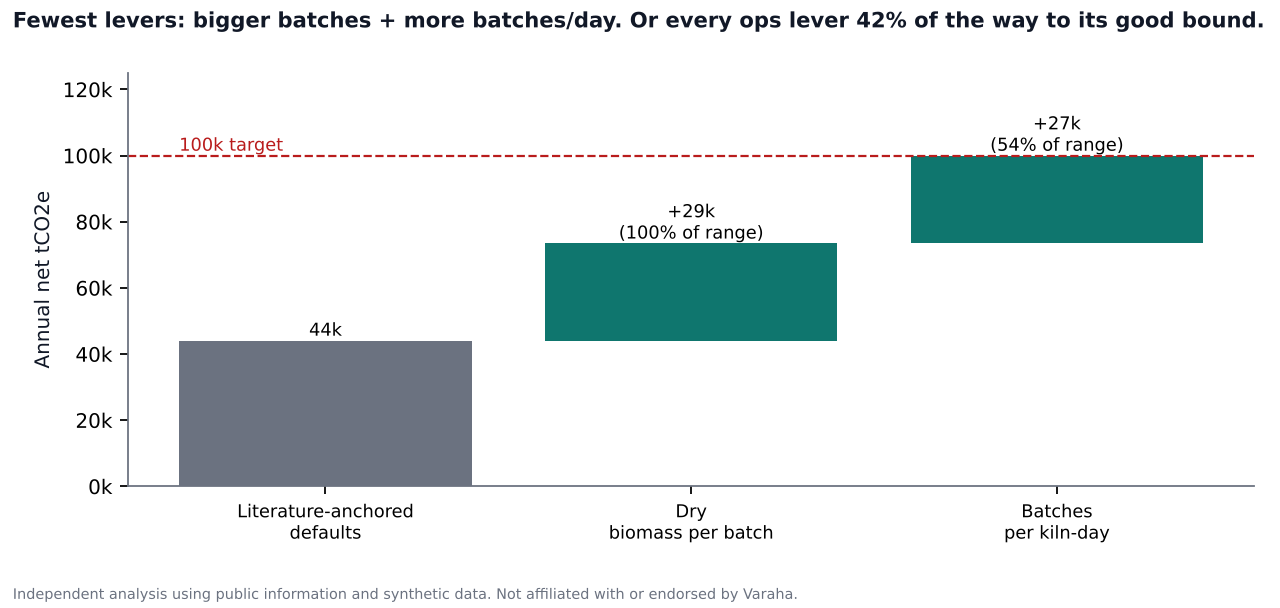 Fewest levers: bigger batches + more batches/day. Or every ops lever 42% of the way to its good bound.
Annual net tCO2e
120k
100k
80k
60k
40k
20k
0k
100k target
44k
+29k
(100% of range)
+27k
(54% of range)
Literature-anchored
defaults
Dry
biomass per batch
Batches
per kiln-day
Independent analysis using public information and synthetic data. Not affiliated with or endorsed by Varaha.